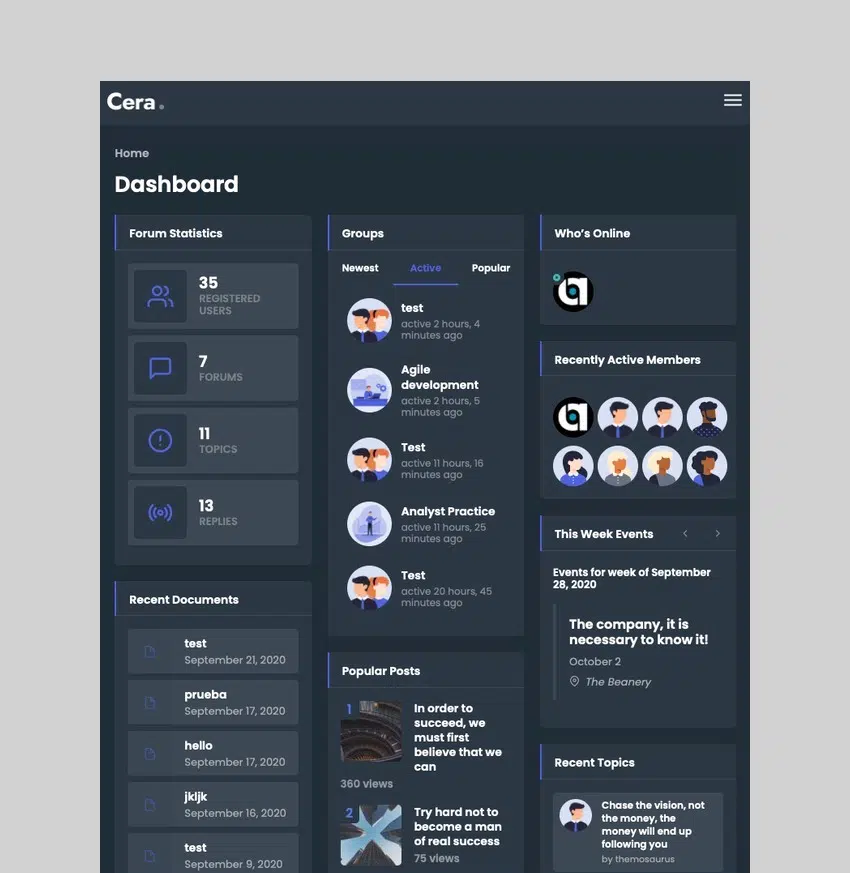 Cera
Home
Dashboard
Forum Statistics
35
REGISTERED
USERS
7
FORUMS
11
TOPICS
13
REPLIES
Recent Documents
test
September 21, 2020
prueba
September 17, 2020
hello
September 17, 2020
jkljk
September 16, 2020
test
September 9, 2020
Groups
Newest
Active
Popular
test
active 2 hours, 4
minutes ago
Agile
development
active 2 hours, 5
minutes ago
Test
active 11 hours, 16
minutes ago
Analyst Practice
active 11 hours, 25
minutes ago
Test
active 20 hours, 45
minutes ago
Popular Posts
1
In order to
succeed, we
must first
believe that we
can
360 views
2
Try hard not to
become a man
of real success
75 views
Who's Online
Recently Active Members
This Week Events
Events for week of September
28, 2020
The company, it is
necessary to know it!
October 2
The Beanery
Recent Topics
Chase the vision, not
the money, the
money will end up
following you
by themosaurus